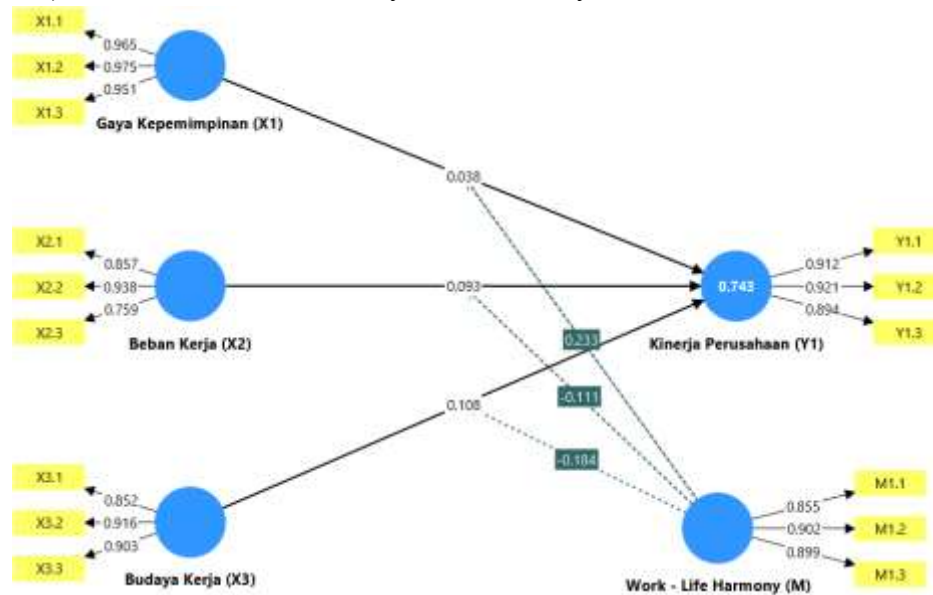 X1.1
0.965
X1.2
0.975
0.951
X1.3
Gaya Kepemimpinan (X1)
0.038
X2.1
0.857
X2.2
0.938
0.759
X2.3
Beban Kerja (X2)
0.093
0.743
Y1.1
0.912
Y1.2
0.921
0.894
Y1.3
Kinerja Perusahaan (Y1)
0.233
-0.111
0.108
-0.184
X3.1
0.852
X3.2
0.916
0.903
X3.3
Budaya Kerja (X3)
M1.1
0.855
M1.2
0.902
0.899
M1.3
Work - Life Harmony (M)